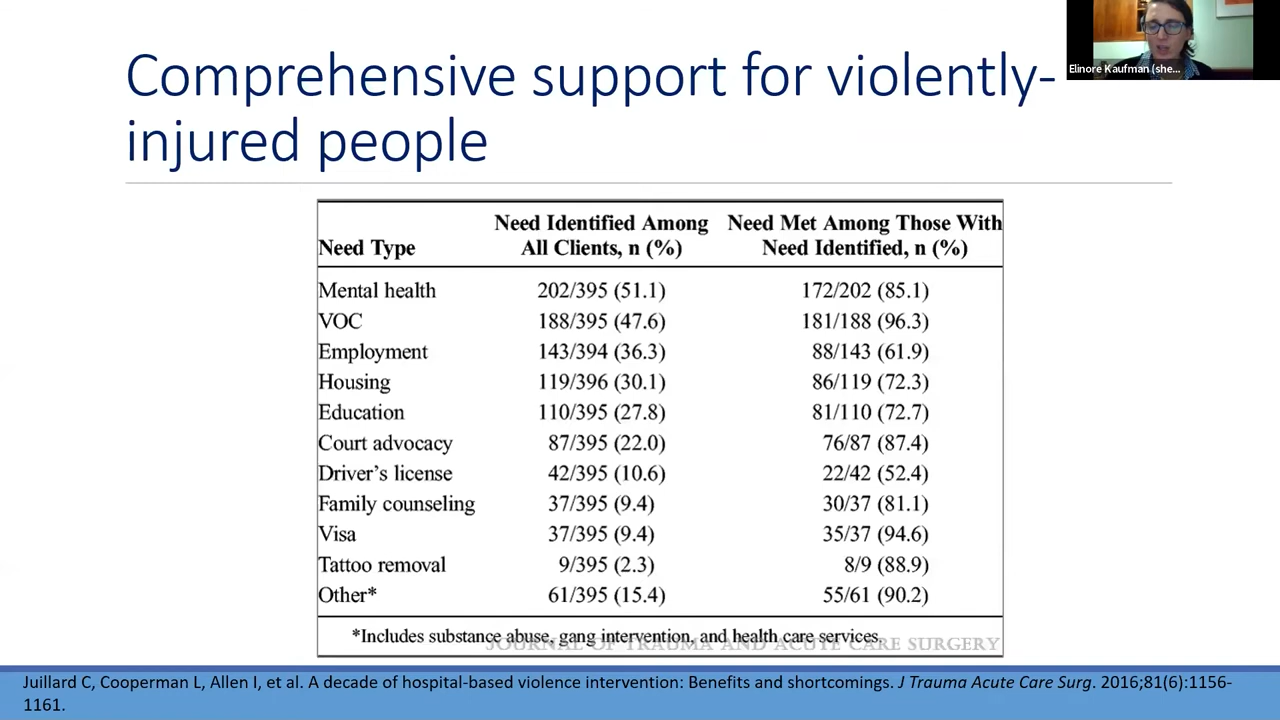 Elinore Kaufman (she...
Comprehensive support for violently-
injured people
Need Type
Need Identified Among
All Clients, n (%)
Need Met Among Those With
Need Identified, n (%)
Mental health 202/395 (51.1) 172/202 (85.1)
VOC 188/395 (47.6) 181/188 (96.3)
Employment 143/394 (36.3) 88/143 (61.9)
Housing 119/396 (30.1) 86/119 (72.3)
Education 110/395 (27.8) 81/110 (72.7)
Court advocacy 87/395 (22.0) 76/87 (87.4)
Driver's license 42/395 (10.6) 22/42 (52.4)
Family counseling 37/395 (9.4) 30/37 (81.1)
Visa 37/395 (9.4) 35/37 (94.6)
Tattoo removal 9/395 (2.3) 8/9 (88.9)
Other* 61/395 (15.4) 55/61 (90.2)
*Includes substance abuse, gang intervention, and health care services.
JOURNAL OF TRAUMA AND ACUTE CARE SURGERY
Juillard C, Cooperman L, Allen I, et al. A decade of hospital-based violence intervention: Benefits and shortcomings. J Trauma Acute Care Surg. 2016;81(6):1156-
1161.